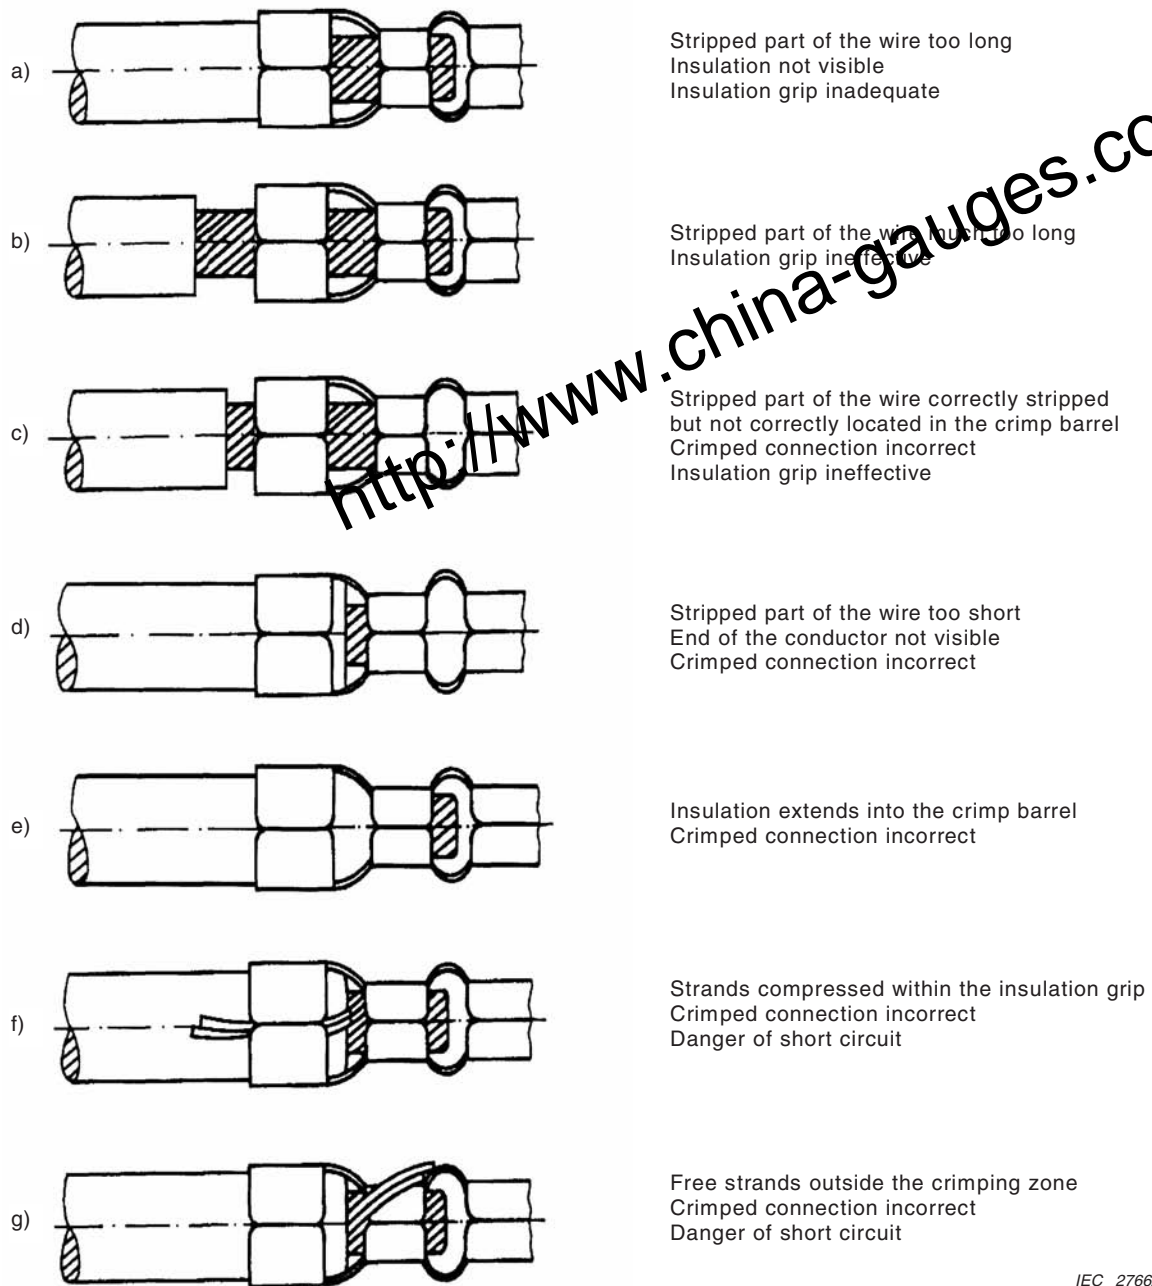 a)
Stripped part of the wire too long
Insulation not visible
Insulation grip inadequate
b)
Stripped part of the wire much too long
Insulation grip ineffective
c)
Stripped part of the wire correctly stripped
but not correctly located in the crimp barrel
Crimped connection incorrect
Insulation grip ineffective
http://www.china-gauges.co
d)
Stripped part of the wire too short
End of the conductor not visible
Crimped connection incorrect
e)
Insulation extends into the crimp barrel
Crimped connection incorrect
f)
Strands compressed within the insulation grip
Crimped connection incorrect
Danger of short circuit
g)
Free strands outside the crimping zone
Crimped connection incorrect
Danger of short circuit
IEC 2766